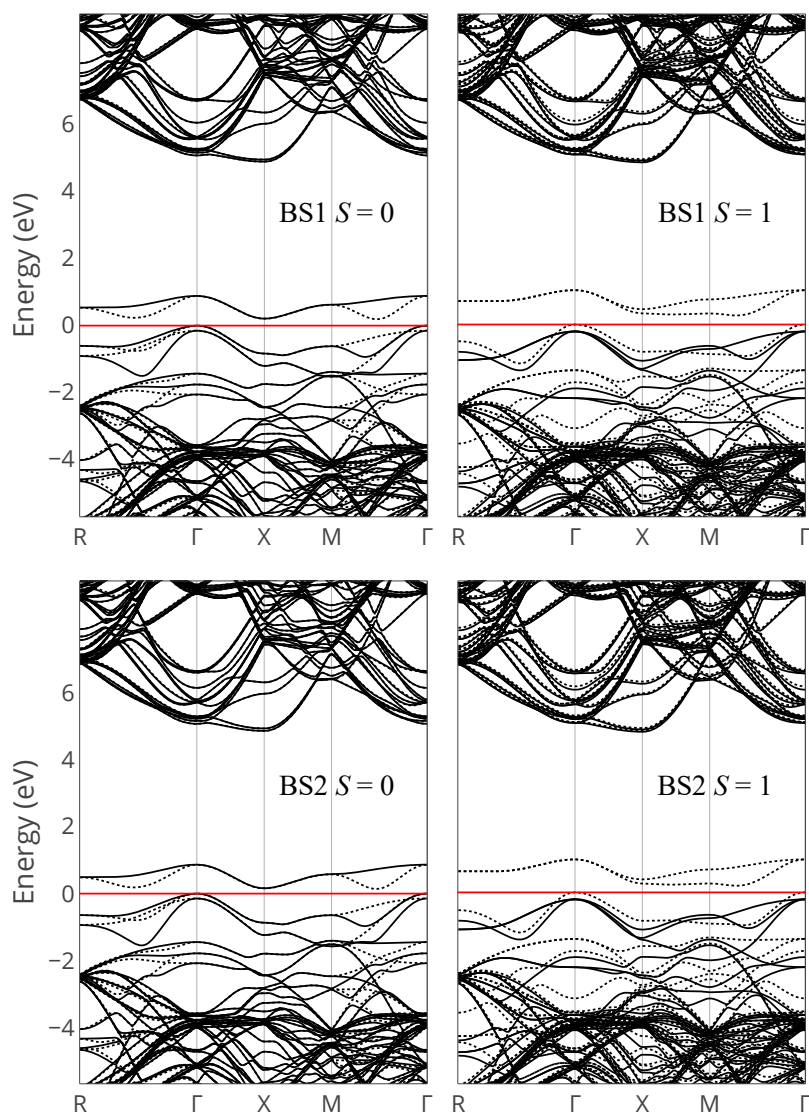 6
4
2
0
−2
−4
Energy (eV)
BS1 S = 0
BS1 S = 1
R Γ X M Γ
R Γ X M Γ
6
4
2
0
−2
−4
Energy (eV)
BS2 S = 0
BS2 S = 1
R Γ X M Γ
R Γ X M Γ